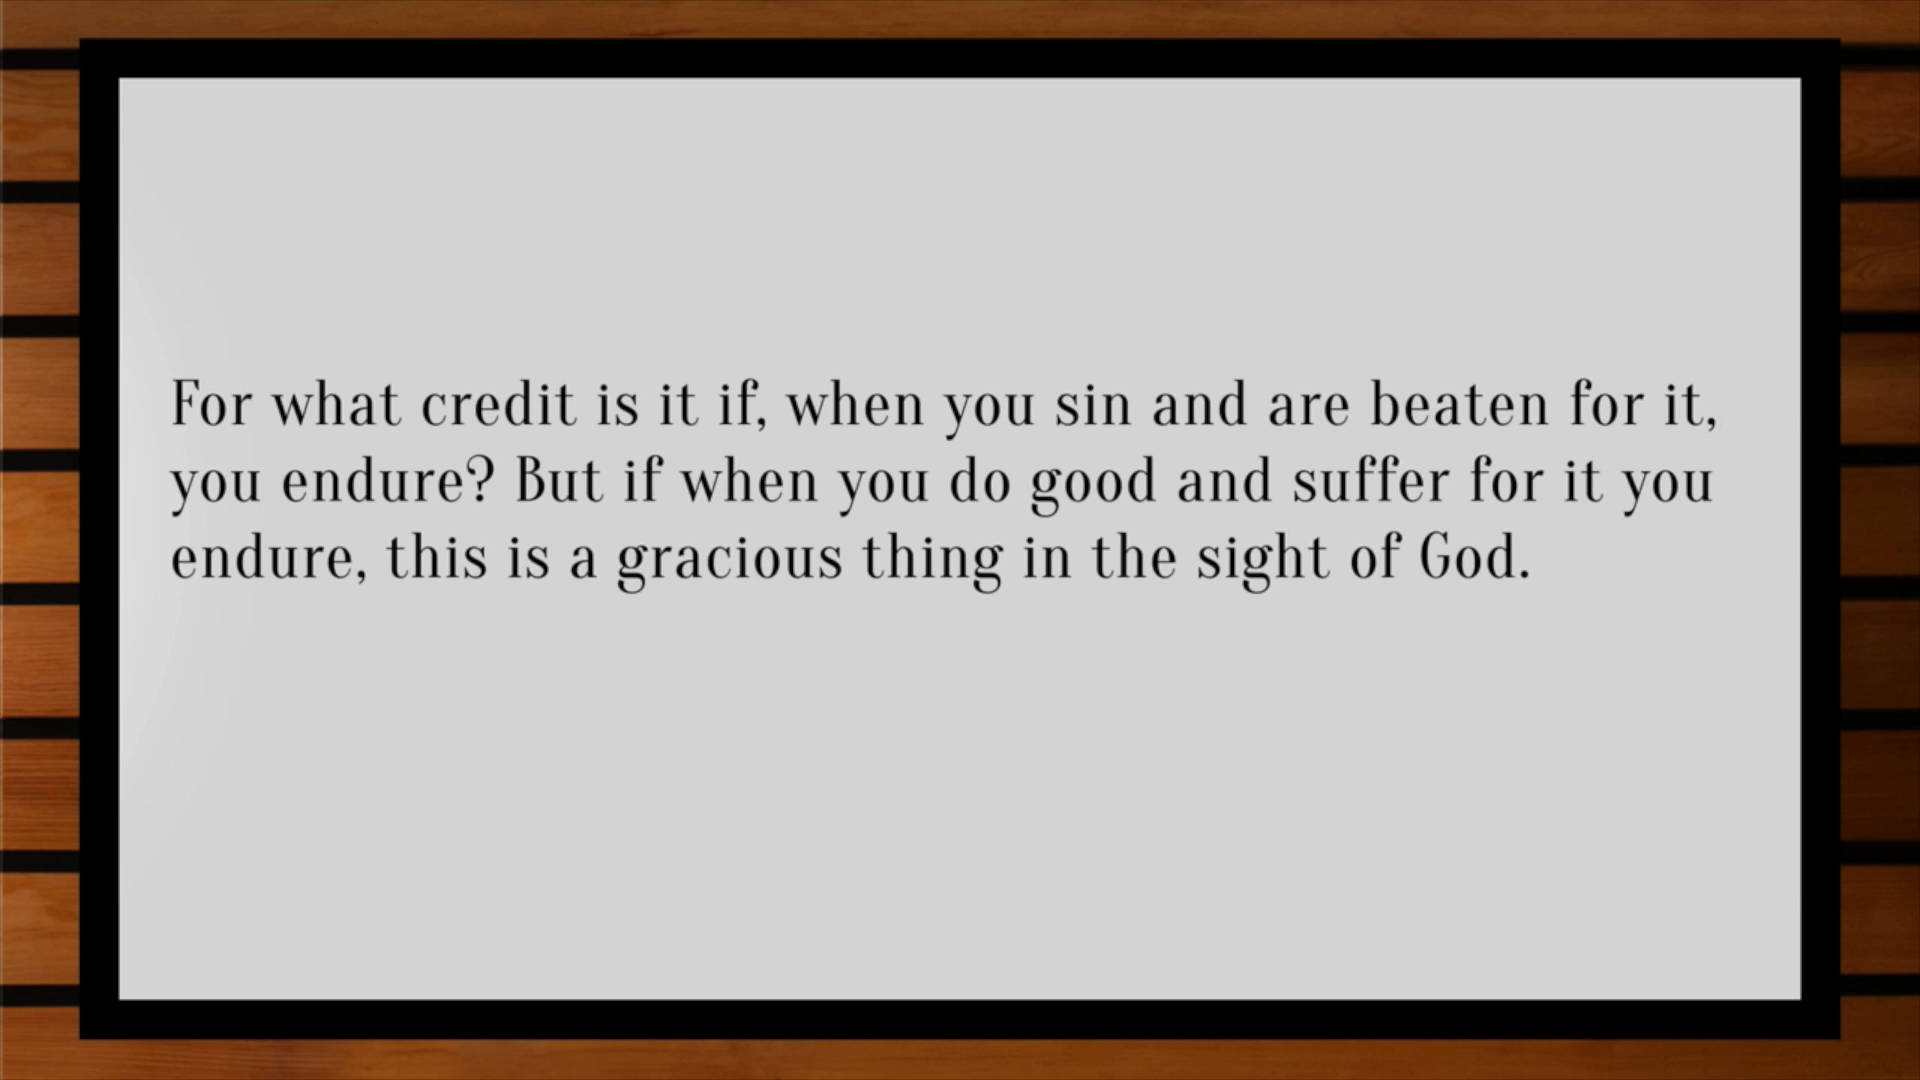 For what credit is it if, when you sin and are beaten for it,
you endure? But if when you do good and suffer for it you
endure, this is a gracious thing in the sight of God.